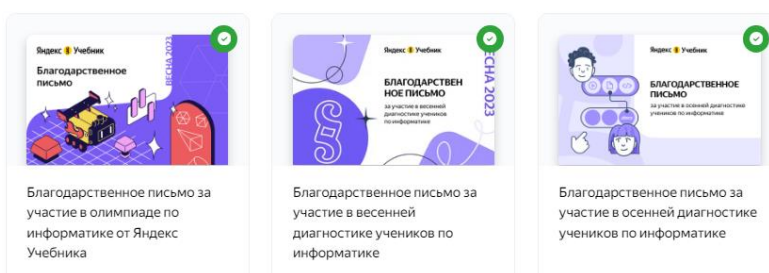 Яндекс Учебник
Благодарственное
письмо
ВЕСНА 2023
Благодарственное письмо за
участие в олимпиаде по
информатике от Яндекс
Учебника
Яндекс Учебник
БЛАГОДАРСТВЕН
НОЕ ПИСЬМО
за участие в весенней
диагностике учеников
по информатике
СНА 2023
Благодарственное письмо за
участие в весенней
диагностике учеников по
информатике
Яндекс Учебник
БЛАГОДАРСТВЕННОЕ
ПИСЬМО
за участие в осенней диагностике
учеников по информатике
Благодарственное письмо за
участие в осенней диагностике
учеников по информатике